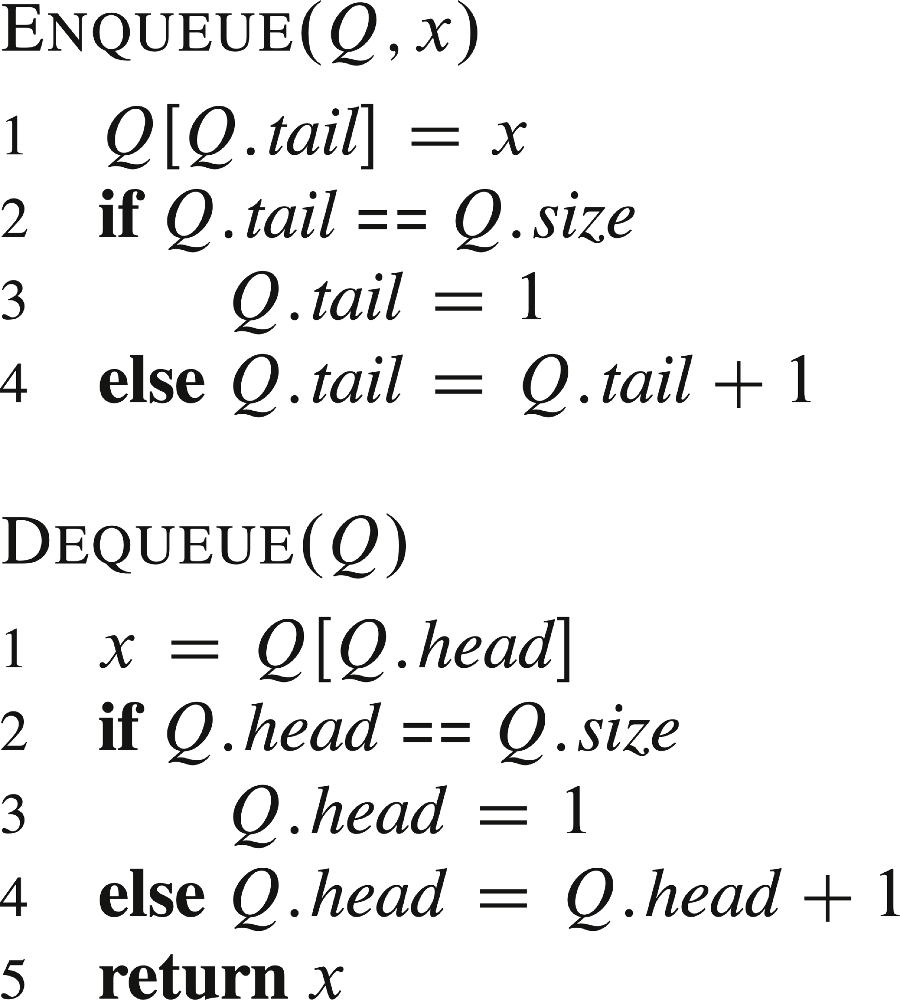 ENQUEUE(Q, x)
1 Q[Q.tail] = x
2 if Q.tail == Q.size
3 Q.tail = 1
4 else Q.tail = Q.tail + 1
DEQUEUE(Q)
1 x = Q[Q.head]
2 if Q.head == Q.size
3 Q.head = 1
4 else Q.head = Q.head + 1
5 return x